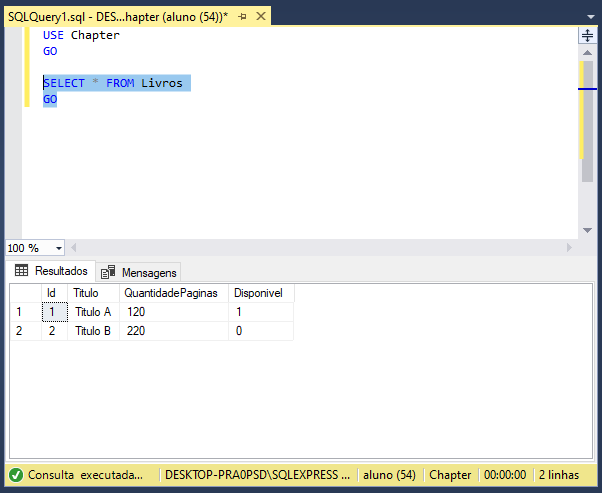 SQLQuery1.sql - DES...hapter (aluno (54))*
USE Chapter
GO
SELECT * FROM Livros
GO
100 %
Resultados Mensagens
Id Titulo QuantidadePaginas Disponivel
1 1 Titulo A 120 1
2 2 Titulo B 220 0
Consulta executada... DESKTOP-PRA0PSD\SQLEXPRESS ... aluno (54) Chapter 00:00:00 2 linhas